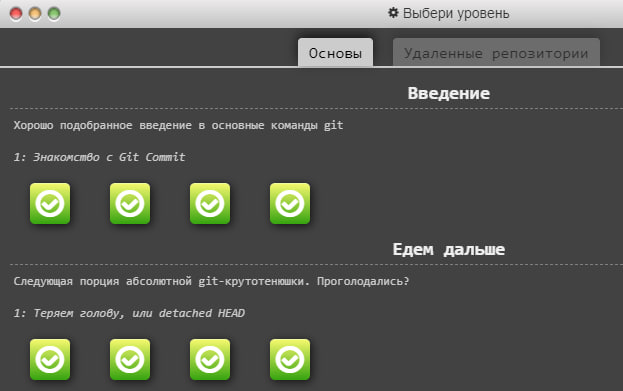 Выбери уровень
Основы Удаленные репозитории
Введение
Хорошо подобранное введение в основные команды git
1: Знакомство с Git Commit
Едем дальше
Следующая порция абсолютной git-крутотенюшки. Проголодались?
1: Теряем голову, или detached HEAD